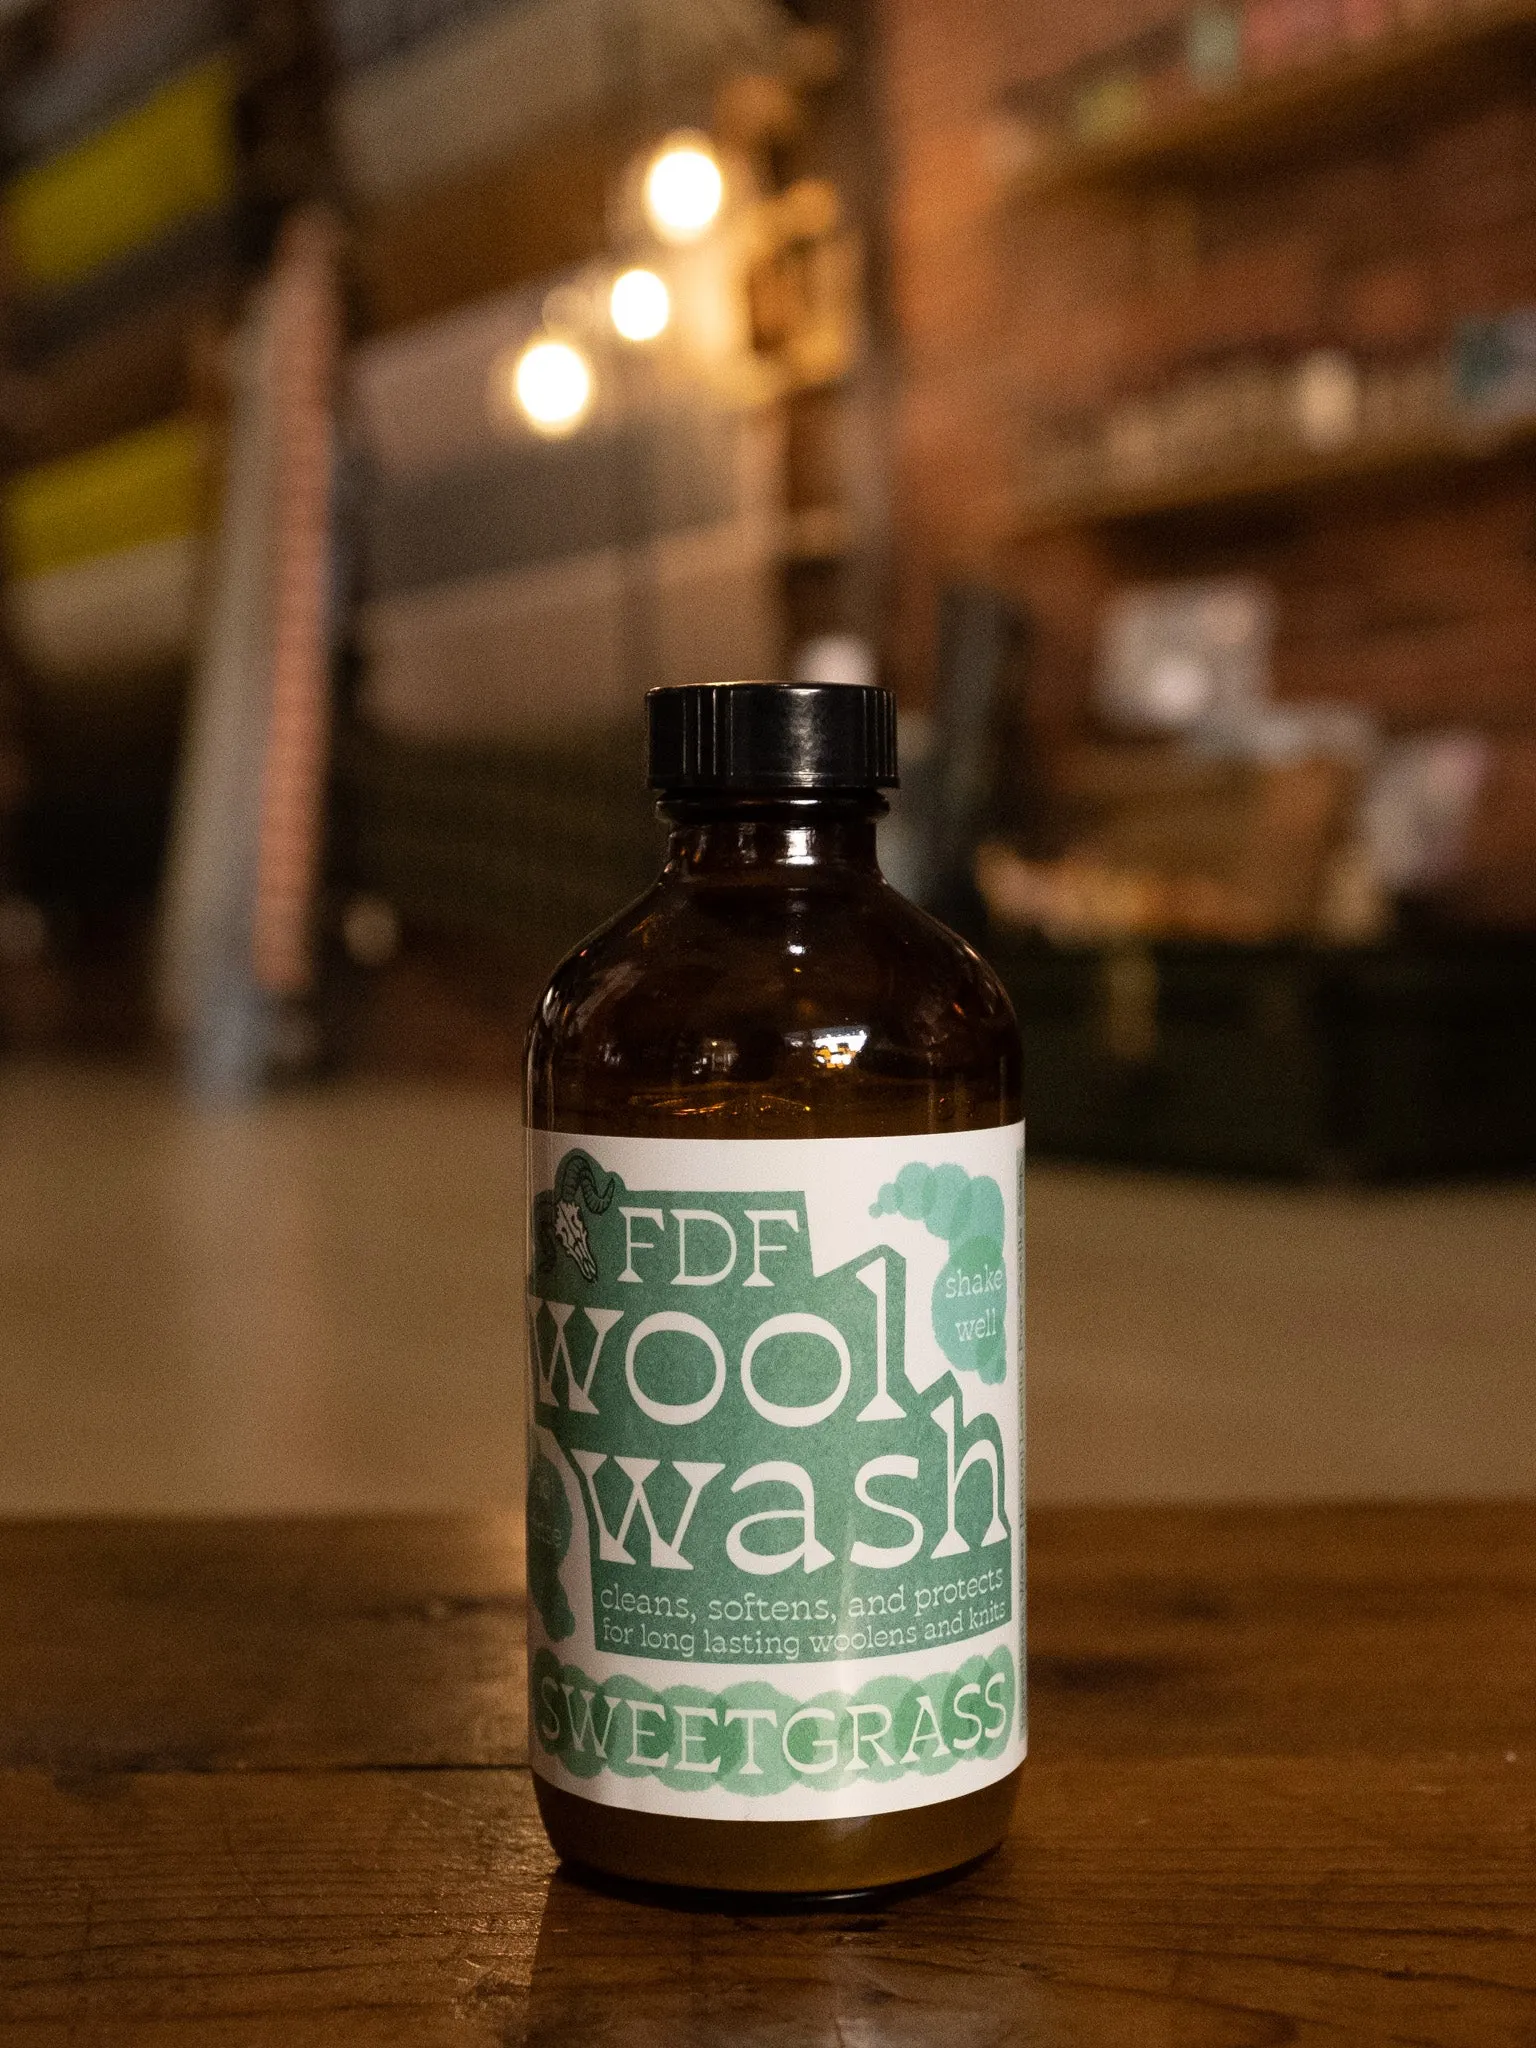 FDF
wool
wash
shake
well
cleans, softens, and protects
for long lasting woolens and knits
SWEETGRASS